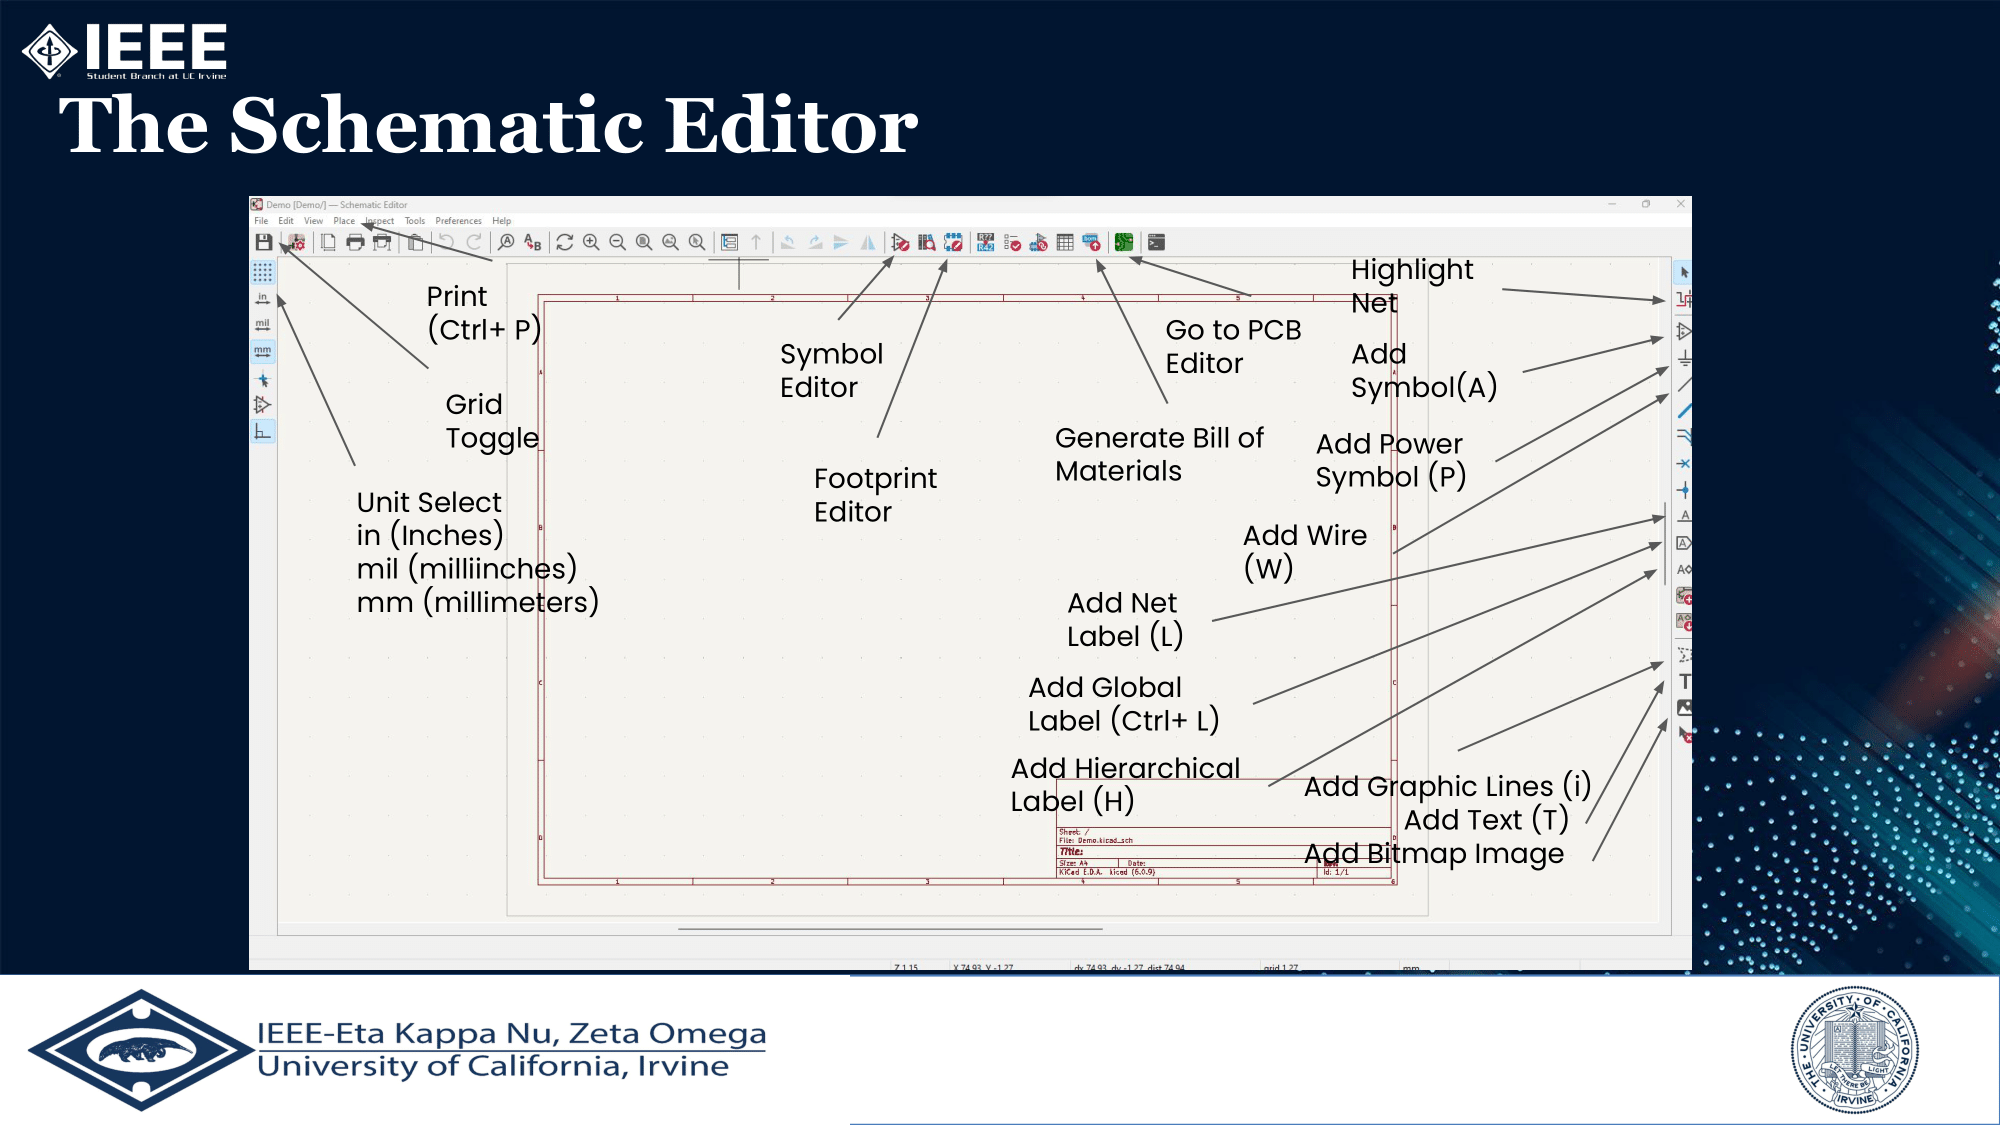 IEEE
Student Branch at UC Irvine
The Schematic Editor
Demo [Demo/] — Schematic Editor
File Edit View Place Inspect Tools Preferences Help
in
mil
mm
Print
(Ctrl+ P)
Grid
Toggle
Unit Select
in (Inches)
mil (milliinches)
mm (millimeters)
Symbol
Editor
Footprint
Editor
Go to PCB
Editor
Generate Bill of
Materials
Highlight
Net
Add
Symbol(A)
Add Power
Symbol (P)
Add Wire
(W)
Add Net
Label (L)
Add Global
Label (Ctrl+ L)
Add Hierarchical
Label (H)
Add Graphic Lines (i)
Add Text (T)
Add Bitmap Image
Sheet: /
File: Demo.kicad_sch
Title:
Size: A4 Date:
KiCad E.D.A. kicad (6.0.9) Id: 1/1
Z 1.15 X 74.93 Y -1.27 dx 74.93 dy -1.27 dist 74.94 grid 1.27 mm
IEEE-Eta Kappa Nu, Zeta Omega
University of California, Irvine
THE UNIVERSITY OF CALIFORNIA
LET THERE BE LIGHT
IRVINE